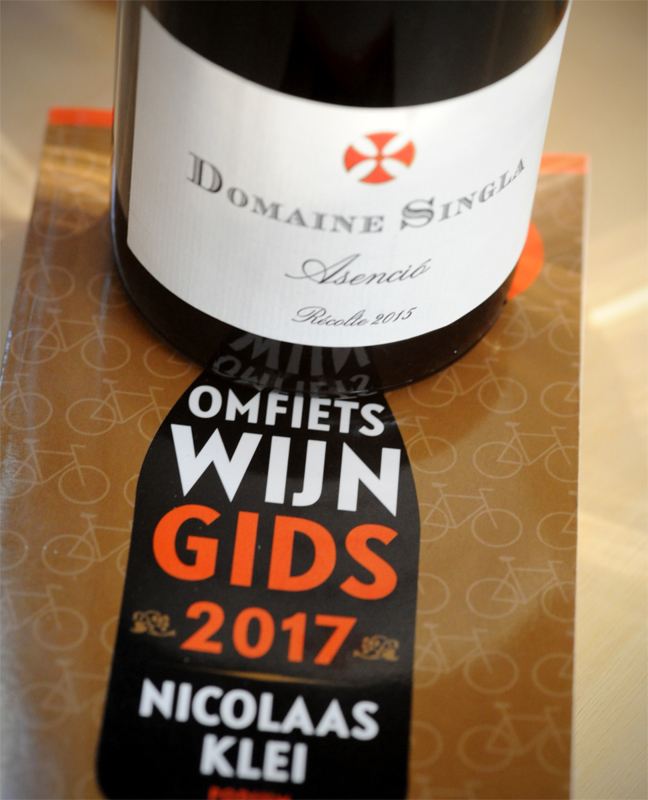 DOMAINE SINGLA
Asenció
Récolte 2015
OMFIETS
WIJN
GIDS
2017
NICOLAAS
KLEI